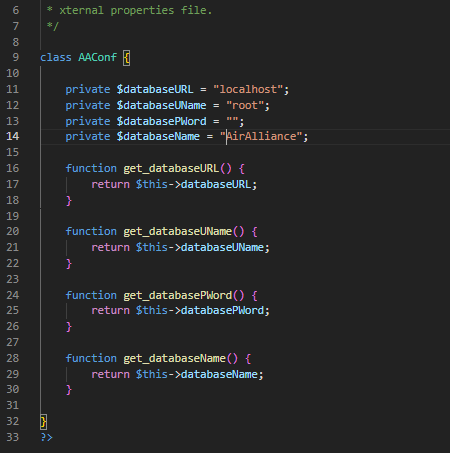 6 * xternal properties file.
7 */
8
9 class AAConf {
10
11 private $databaseURL = "localhost";
12 private $databaseUName = "root";
13 private $databasePWord = "";
14 private $databaseName = "AirAlliance";
15
16 function get_databaseURL() {
17 return $this->databaseURL;
18 }
19
20 function get_databaseUName() {
21 return $this->databaseUName;
22 }
23
24 function get_databasePWord() {
25 return $this->databasePWord;
26 }
27
28 function get_databaseName() {
29 return $this->databaseName;
30 }
31
32 }
33 ?>